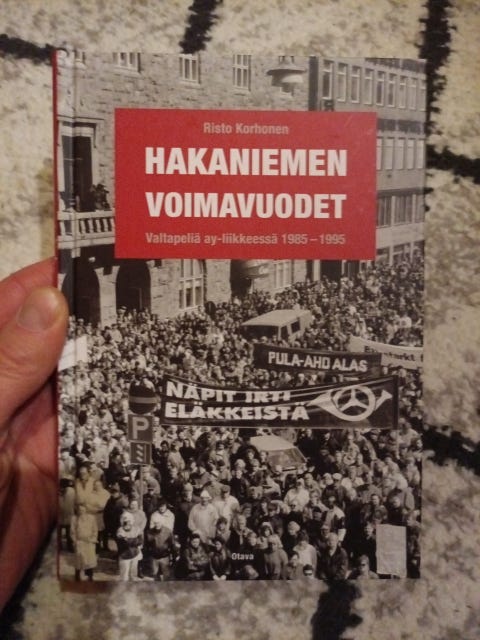 Risto Korhonen
HAKANIEMEN
VOIMAVUODET
Valtapeliä ay-liikkeessä 1985–1995
PULA-AHO ALAS
NÄPIT IRTI
ELÄKKEISTÄ
P
Otava